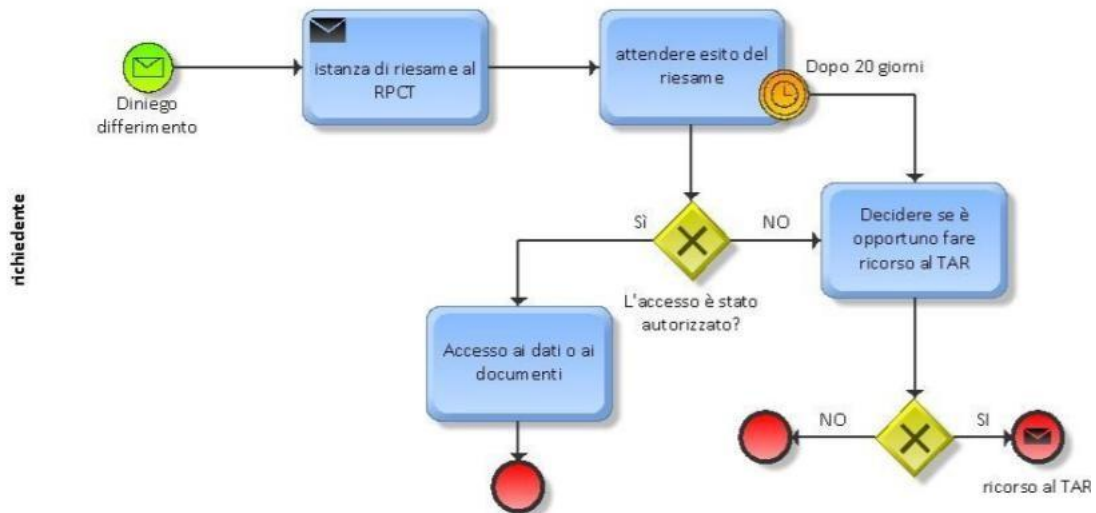 Diniego
differimento
istanza di riesame al
RPCT
attendere esito del
riesame
Dopo 20 giorni
richiedente
Sì
NO
L'accesso è stato
autorizzato?
Decidere se è
opportuno fare
ricorso al TAR
Accesso ai dati o ai
documenti
NO
SI
ricorso al TAR